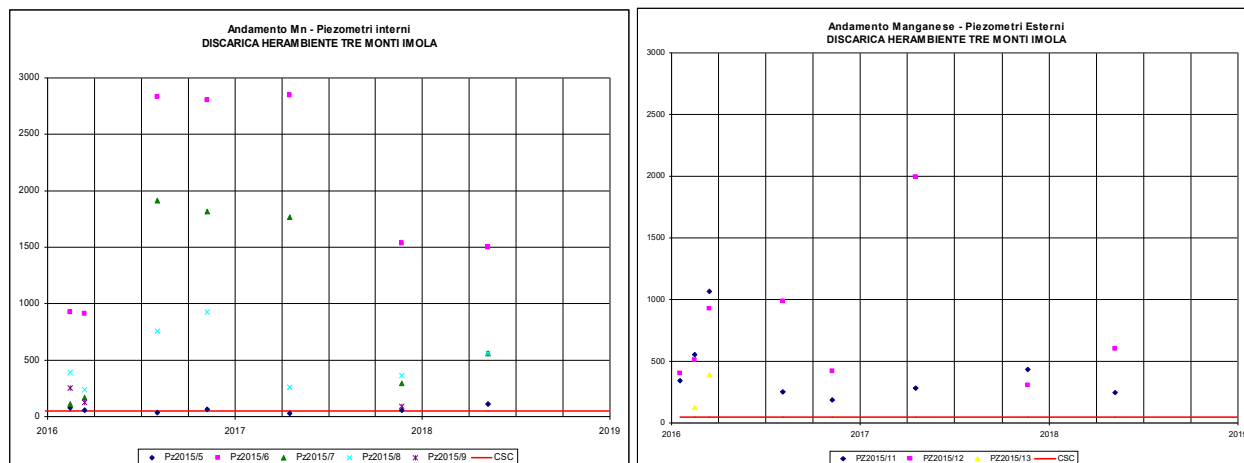 Andamento Mn - Piezometri interni
DISCARICA HERAMBIENTE TRE MONTI IMOLA
3000
2500
2000
1500
1000
500
0
2016 2017 2018 2019
Pz2015/5 Pz2015/6 Pz2015/7 Pz2015/8 Pz2015/9 CSC
Andamento Manganese - Piezometri Esterni
DISCARICA HERAMBIENTE TRE MONTI IMOLA
3000
2500
2000
1500
1000
500
0
2016 2017 2018 2019
PZ2015/11 PZ2015/12 PZ2015/13 CSC